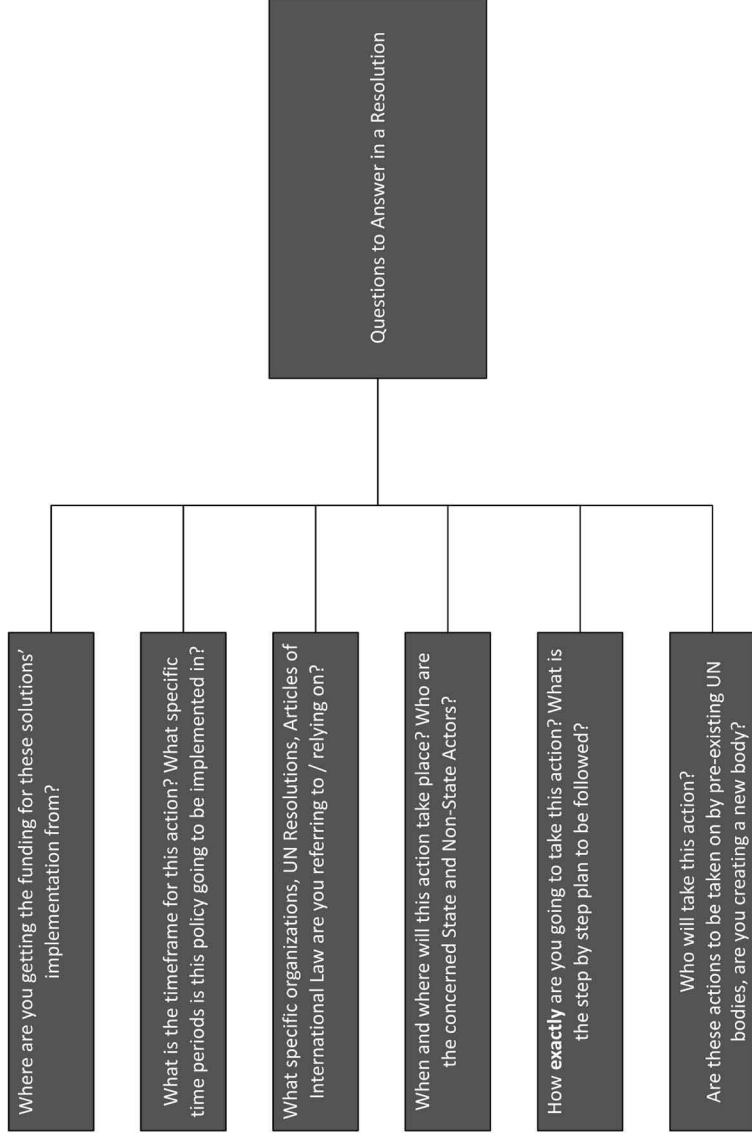 Questions to Answer in a Resolution
Where are you getting the funding for these solutions'
implementation from?
What is the timeframe for this action? What specific
time periods is this policy going to be implemented in?
What specific organizations, UN Resolutions, Articles of
International Law are you referring to / relying on?
When and where will this action take place? Who are
the concerned State and Non-State Actors?
How exactly are you going to take this action? What is
the step by step plan to be followed?
Who will take this action?
Are these actions to be taken on by pre-existing UN
bodies, are you creating a new body?